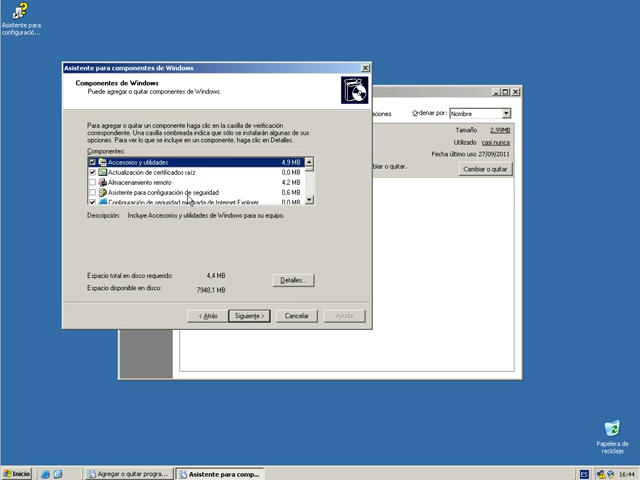 Asistente para
configuració...
Asistente para componentes de Windows
Componentes de Windows
Puede agregar o quitar componentes de Windows.
Para agregar o quitar un componente haga clic en la casilla de verificación
correspondiente. Una casilla sombreada indica que sólo se instalarán algunas de sus
opciones. Para ver lo que se incluye en un componente, haga clic en Detalles.
Componentes:
Accesorios y utilidades 4,9 MB
Actualización de certificados raíz 0,0 MB
Almacenamiento remoto 4,2 MB
Asistente para configuración de seguridad 0,6 MB
Configuración de seguridad mejorada de Internet Explorer 0,0 MB
Descripción: Incluye Accesorios y utilidades de Windows para su equipo.
Espacio total en disco requerido: 4,4 MB
Espacio disponible en disco: 7948,1 MB
Detalles...
< Atrás
Siguiente >
Cancelar
Ayuda
aciones
Ordenar por:
Nombre
Tamaño 2,99MB
Utilizado casi nunca
Fecha último uso 27/09/2011
biar o quitar.
Cambiar o quitar
Papelera de
reciclaje
Inicio
Agregar o quitar progra...
Asistente para comp...
ES
16:44